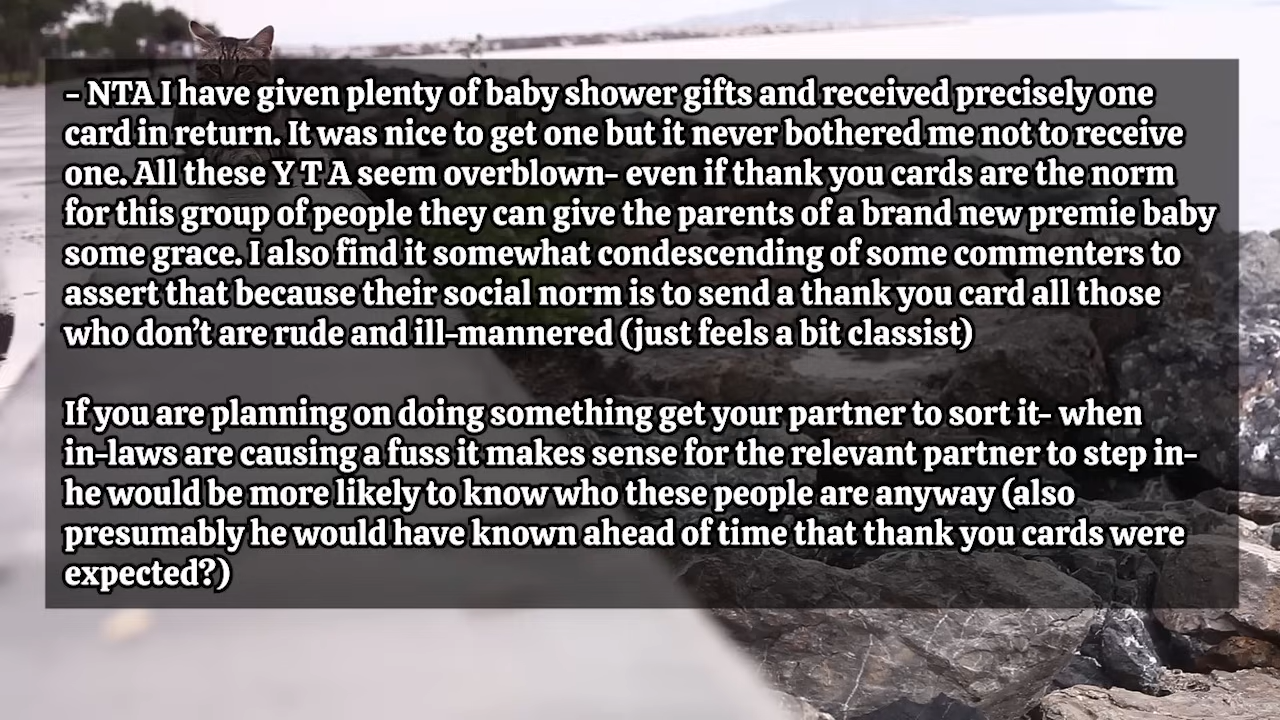 - NTA I have given plenty of baby shower gifts and received precisely one
card in return. It was nice to get one but it never bothered me not to receive
one. All these Y T A seem overblown- even if thank you cards are the norm
for this group of people they can give the parents of a brand new premie baby
some grace. I also find it somewhat condescending of some commenters to
assert that because their social norm is to send a thank you card all those
who don’t are rude and ill-mannered (just feels a bit classist)
If you are planning on doing something get your partner to sort it- when
in-laws are causing a fuss it makes sense for the relevant partner to step in-
he would be more likely to know who these people are anyway (also
presumably he would have known ahead of time that thank you cards were
expected?)